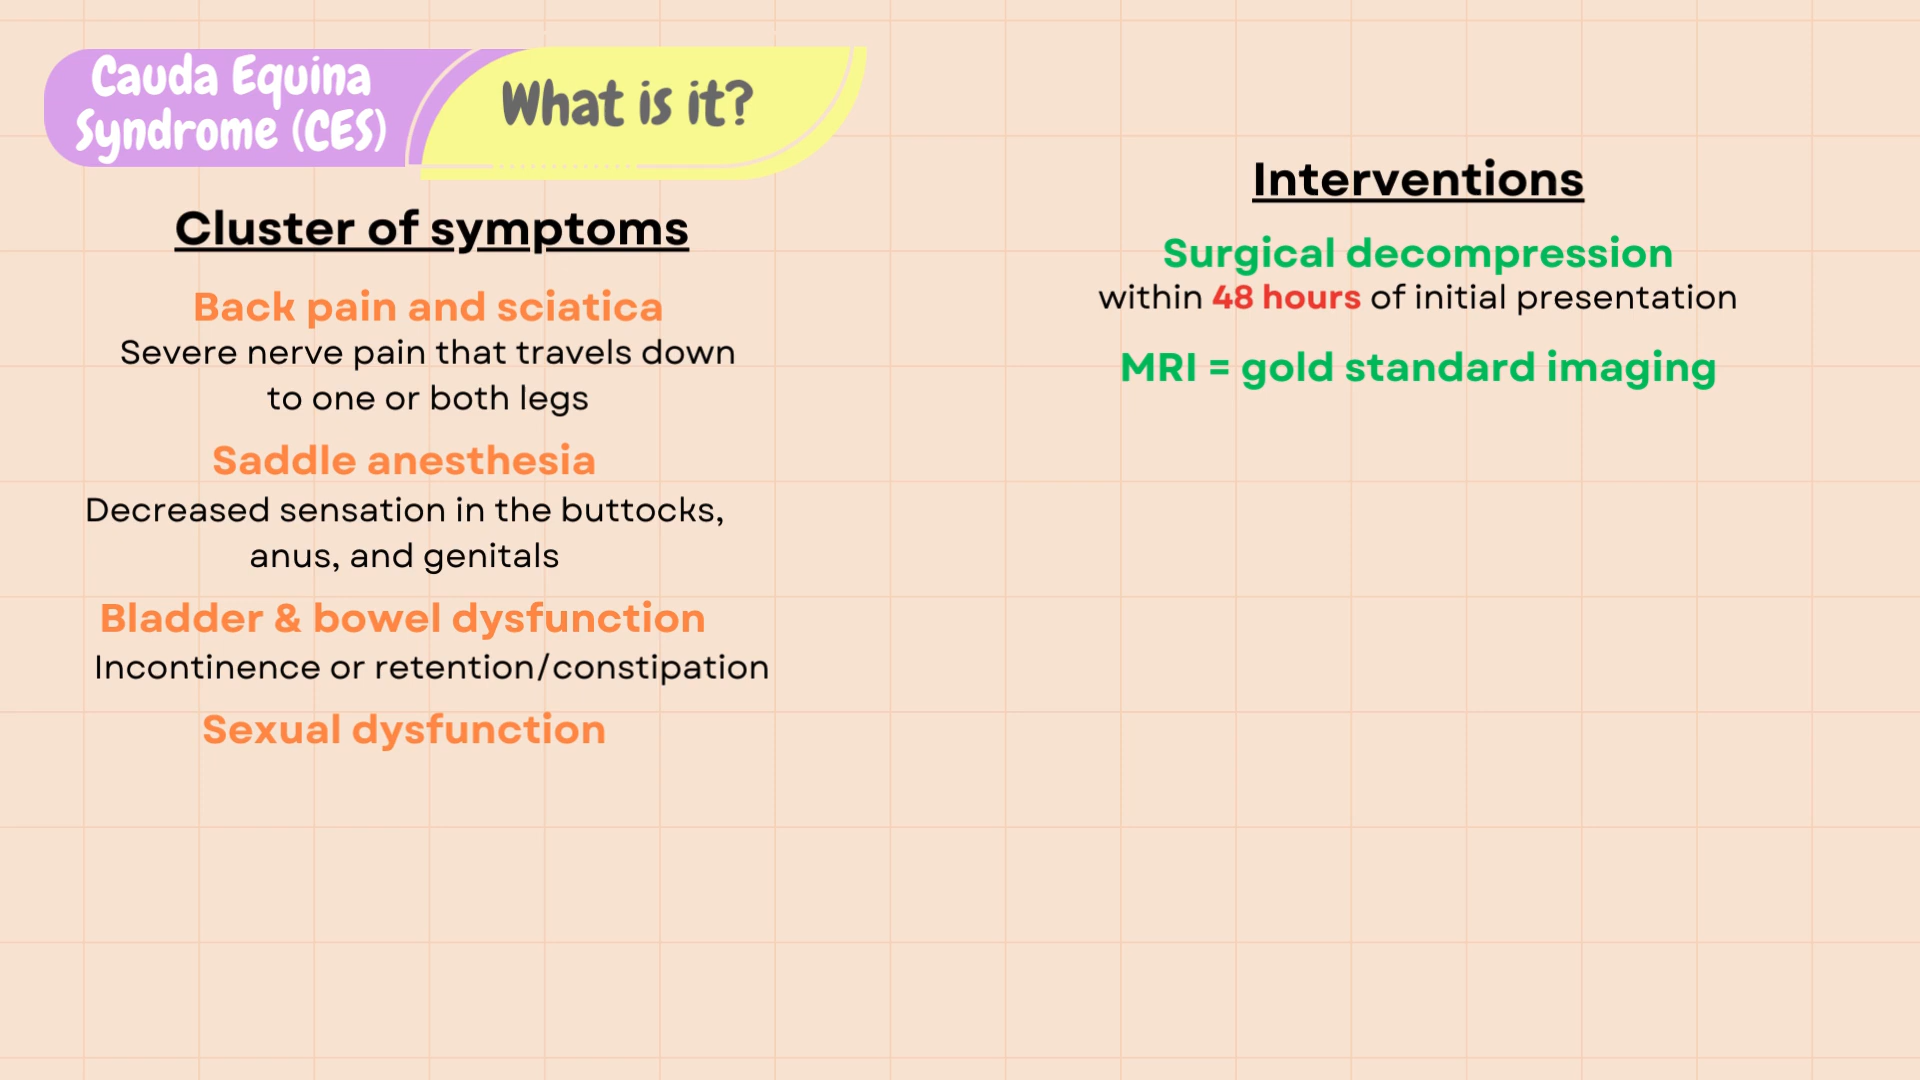 Cauda Equina
Syndrome (CES)
What is it?
Cluster of symptoms
Back pain and sciatica
Severe nerve pain that travels down
to one or both legs
Saddle anesthesia
Decreased sensation in the buttocks,
anus, and genitals
Bladder & bowel dysfunction
Incontinence or retention/constipation
Sexual dysfunction
Interventions
Surgical decompression
within 48 hours of initial presentation
MRI = gold standard imaging